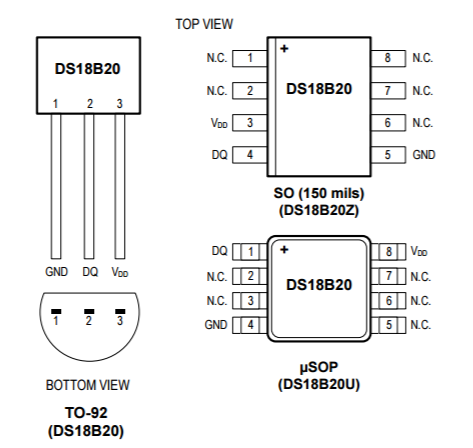 TOP VIEW
DS18B20
1 2 3
GND DQ VDD
1 2 3
BOTTOM VIEW
TO-92
(DS18B20)
+
N.C. 1 8 N.C.
N.C. 2 DS18B20 7 N.C.
VDD 3 6 N.C.
DQ 4 5 GND
SO (150 mils)
(DS18B20Z)
+
DQ 1 8 VDD
N.C. 2 DS18B20 7 N.C.
N.C. 3 6 N.C.
GND 4 5 N.C.
µSOP
(DS18B20U)